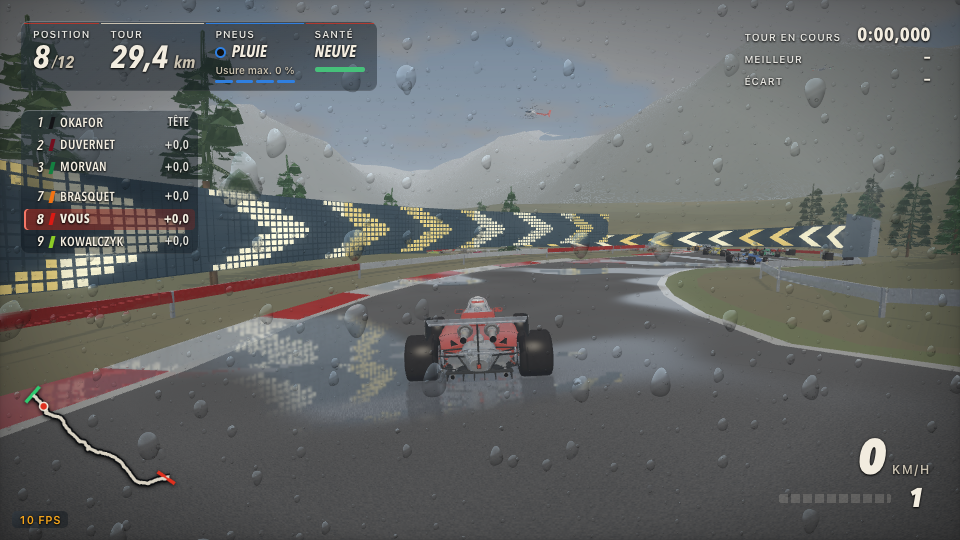 POSITION
8/12
TOUR
29,4 km
PNEUS
PLUIE
Usure max. 0 %
SANTÉ
NEUVE
TOUR EN COURS 0:00,000
MEILLEUR –
ÉCART –
1 OKAFOR TÊTE
2 DUVERNET +0,0
3 MORVAN +0,0
7 BRASQUET +0,0
8 VOUS +0,0
9 KOWALCZYK +0,0
0 KM/H
1
10 FPS